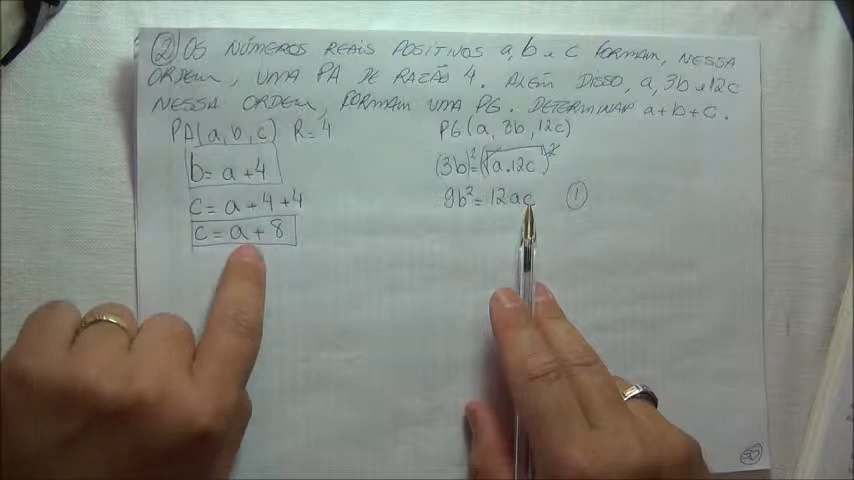 ② OS NÚMEROS REAIS POSITIVOS a, b e c FORMAM, NESSA
ORDEM, UMA PA DE RAZÃO 4. ALÉM DISSO, a, 3b e 12c
NESSA ORDEM, FORMAM UMA PG. DETERMINAR a+b+c.
PA(a, b, c) R=4
b = a+4
c = a+4+4
c = a+8
PG(a, 3b, 12c)
(3b)²=(√a.12c)²
9b² = 12ac ①
50